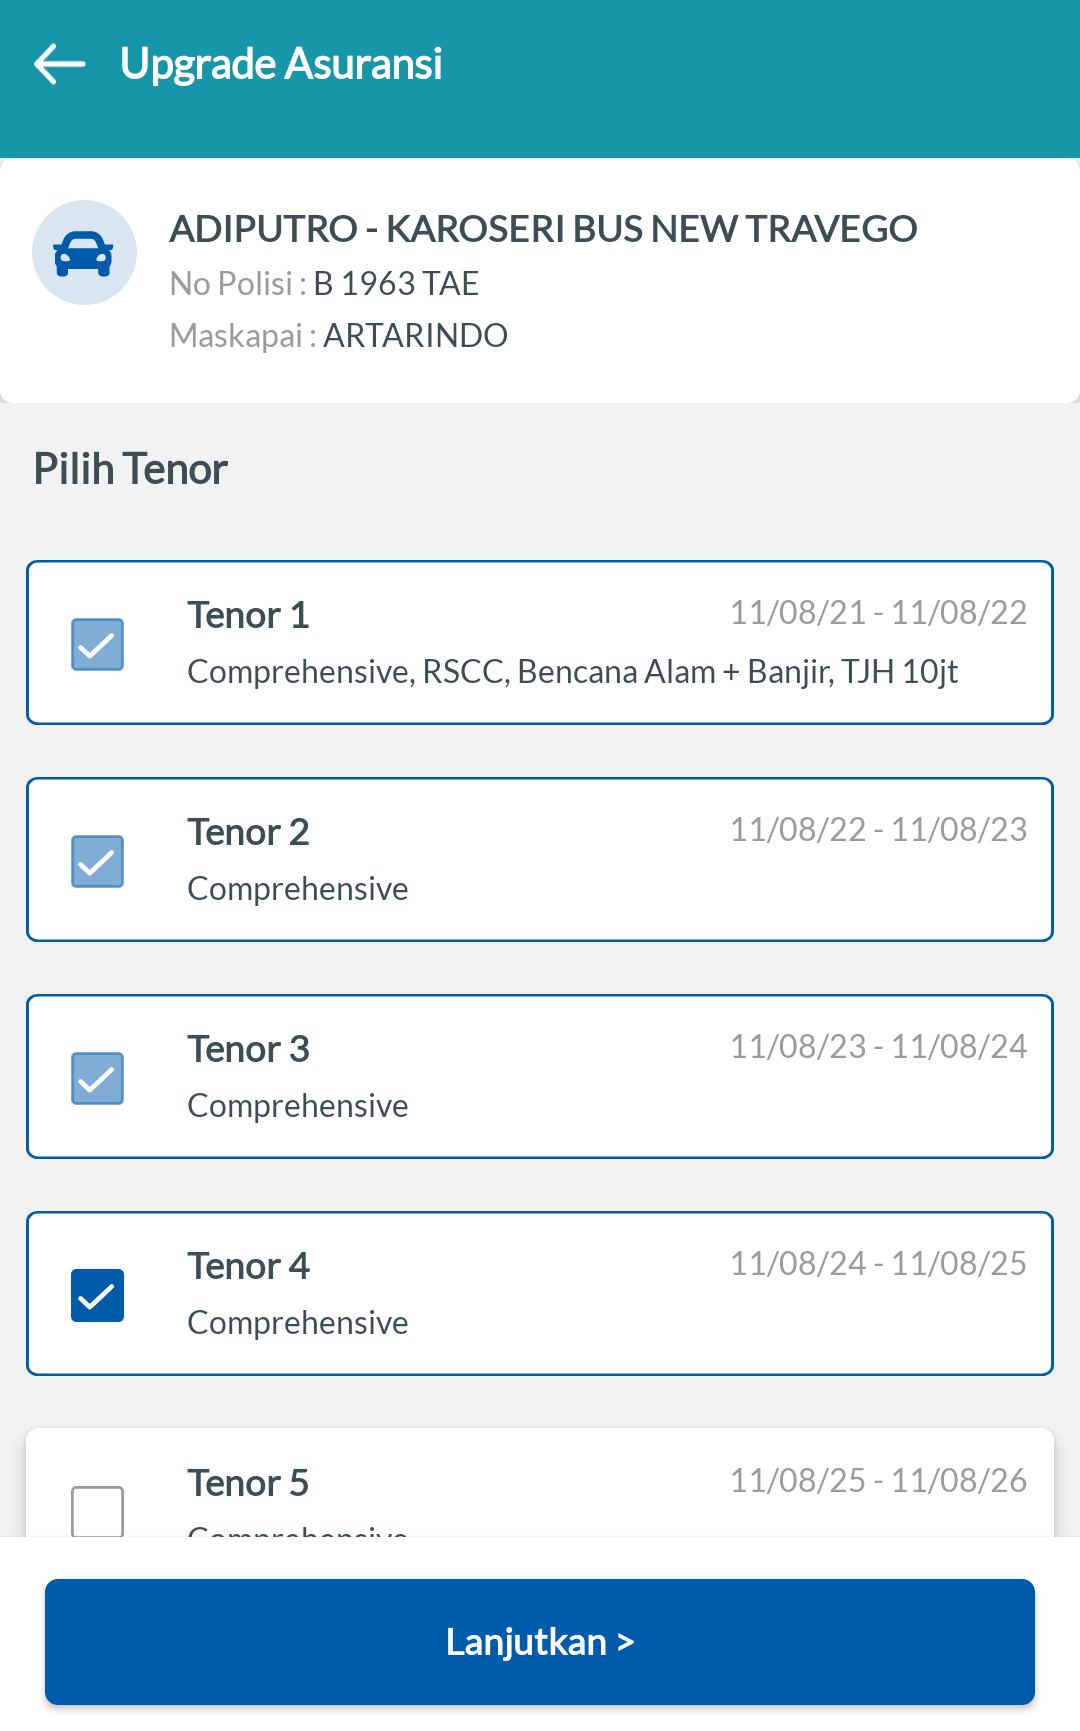 Upgrade Asuransi
ADIPUTRO - KAROSERI BUS NEW TRAVEGO
No Polisi : B 1963 TAE
Maskapai : ARTARINDO
Pilih Tenor
Tenor 1 11/08/21 - 11/08/22
Comprehensive, RSCC, Bencana Alam + Banjir, TJH 10jt
Tenor 2 11/08/22 - 11/08/23
Comprehensive
Tenor 3 11/08/23 - 11/08/24
Comprehensive
Tenor 4 11/08/24 - 11/08/25
Comprehensive
Tenor 5 11/08/25 - 11/08/26
Comprehensive
Lanjutkan >